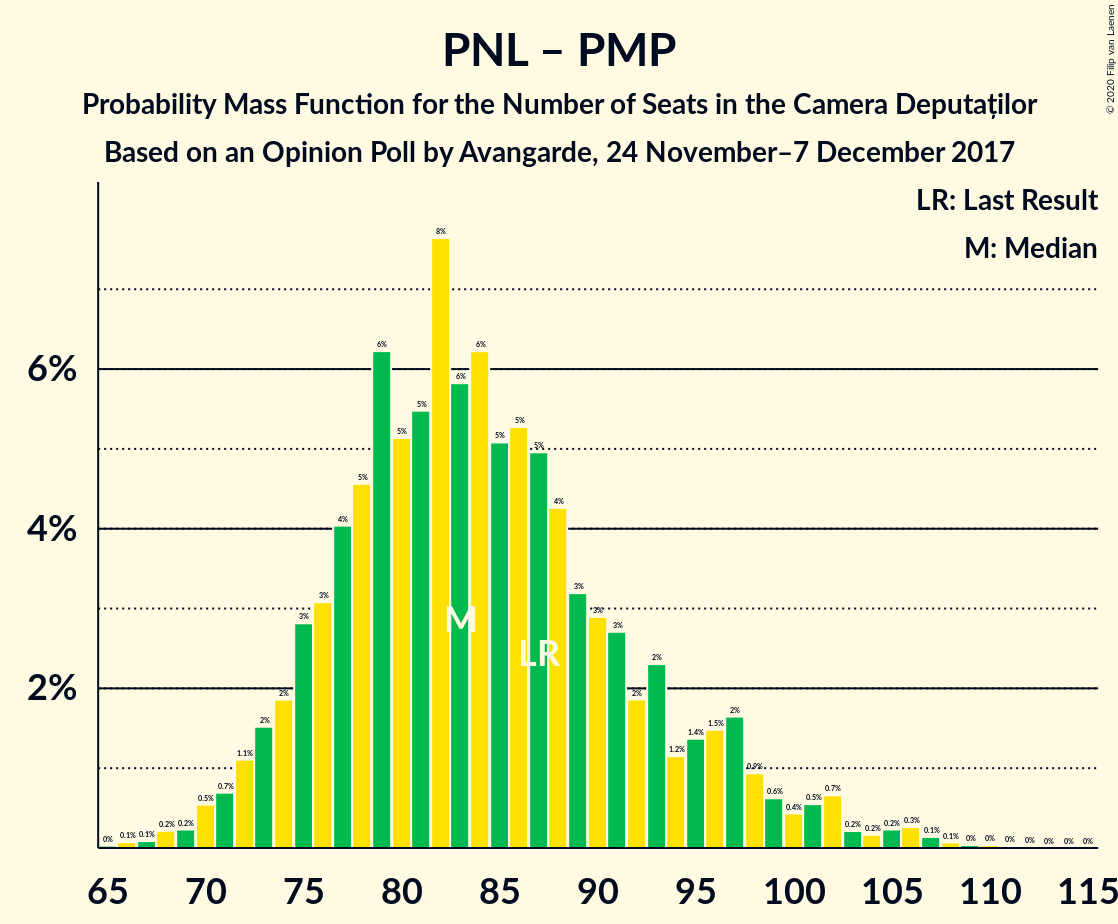 PNL – PMP
Probability Mass Function for the Number of Seats in the Camera Deputaților
Based on an Opinion Poll by Avangarde, 24 November–7 December 2017
© 2020 Filip van Laenen
LR: Last Result
M: Median
6%
4%
2%
0% 0.1% 0.1% 0.2% 0.2% 0.5% 0.7% 1.1% 2% 2% 3% 3% 4% 5% 6% 5% 5% 8% 6% 6% 5% 5% 5% 4% 3% 3% 3% 2% 2% 1.2% 1.4% 1.5% 2% 0.9% 0.6% 0.4% 0.5% 0.7% 0.2% 0.2% 0.2% 0.3% 0.1% 0.1% 0% 0% 0% 0% 0% 0% 0%
M
LR
65 70 75 80 85 90 95 100 105 110 115